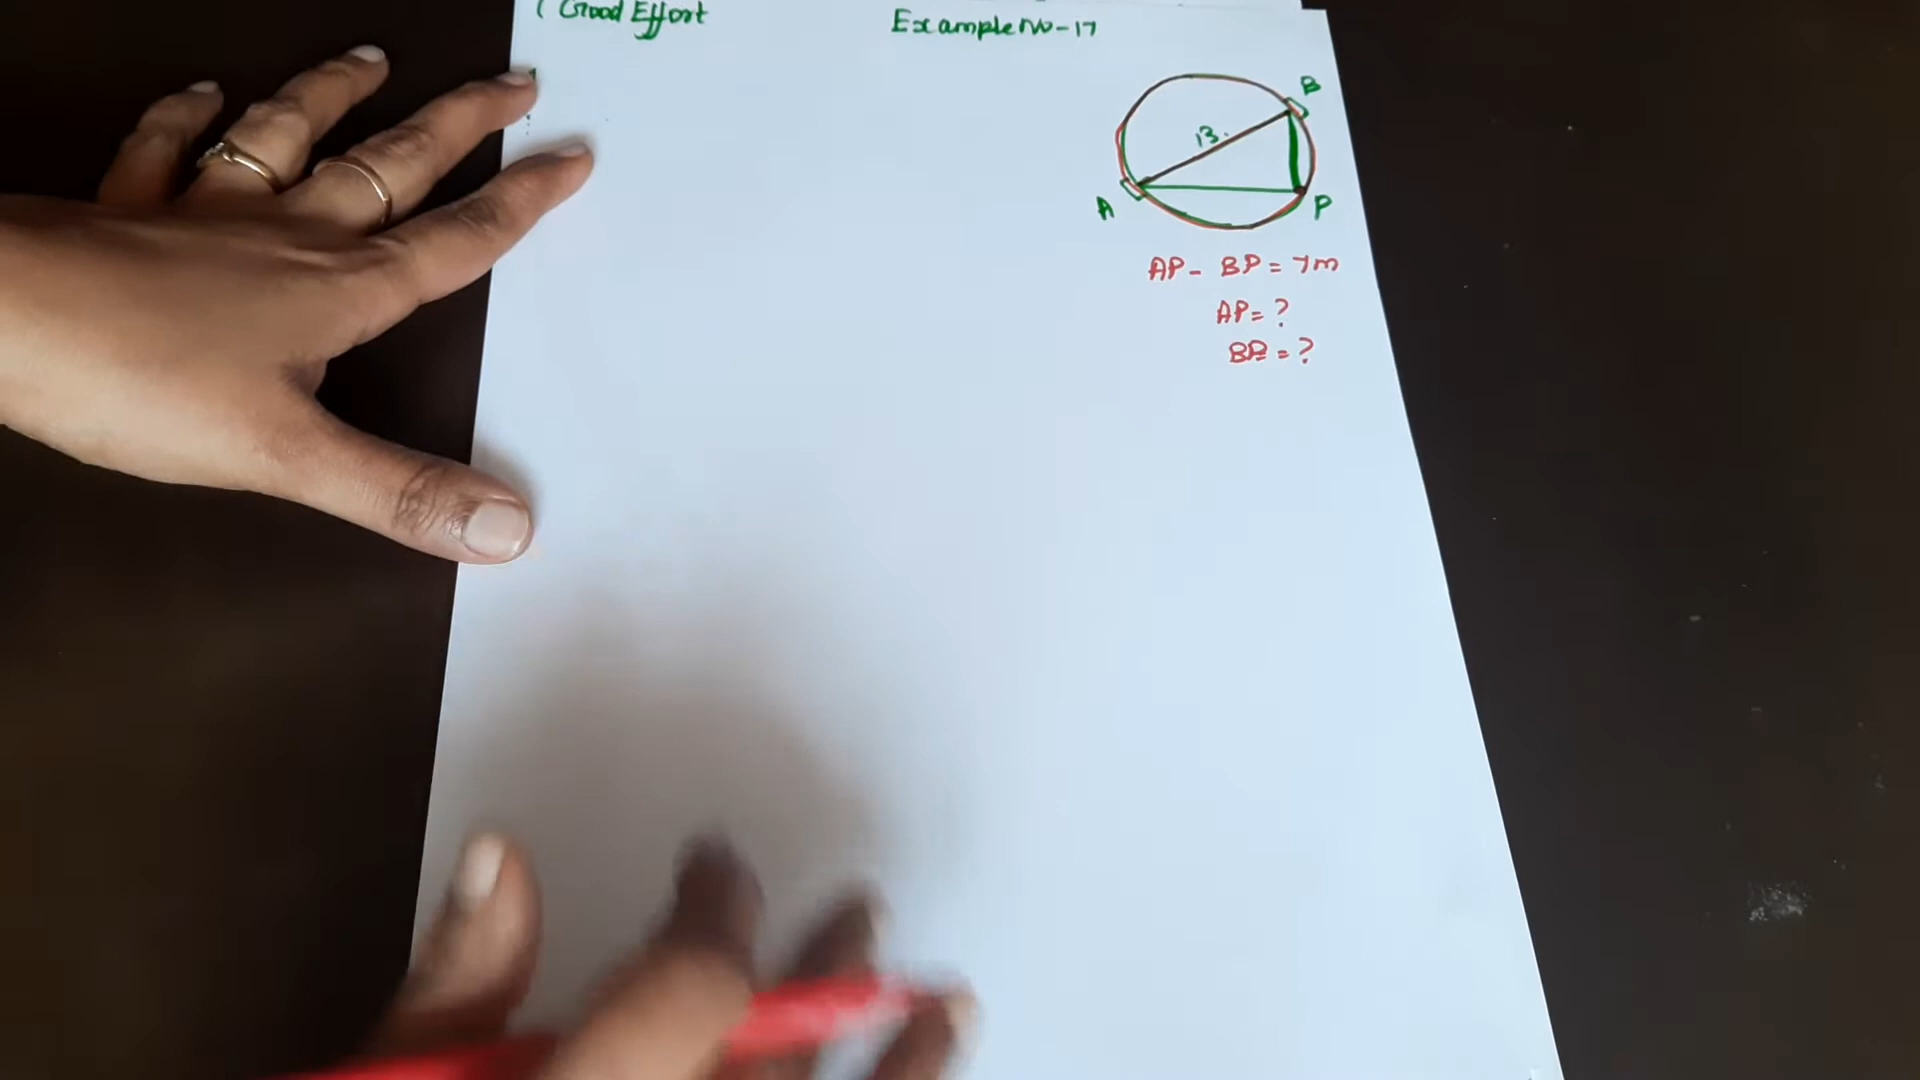 ( Good Effort
Example No-17
B
13.
A
P
AP - BP = 7m
AP = ?
BP = ?